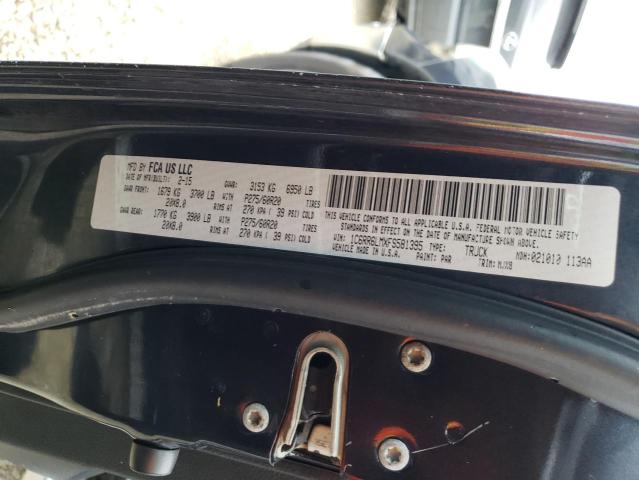 MFD BY FCA US LLC
DATE OF MFR(BUILT): 2-15 GVWR: 3153 KG 6950 LB
GAWR FRONT: 1679 KG 3700 LB P275/60R20 TIRES
20X8.0 RIMS AT 270 KPA ( 39 PSI) COLD
GAWR REAR: 1770 KG 3900 LB P275/60R20 TIRES
20X8.0 RIMS AT 270 KPA ( 39 PSI) COLD
THIS VEHICLE CONFORMS TO ALL APPLICABLE U.S.A. FEDERAL MOTOR VEHICLE SAFETY
STANDARDS IN EFFECT ON THE DATE OF MANUFACTURE SHOWN ABOVE.
VIN: 1C6RR6LMXFS581395 TYPE: TRUCK MDH: 021010 113AA
VEHICLE MADE IN U.S.A. PAINT: PAR TRIM: MJX8